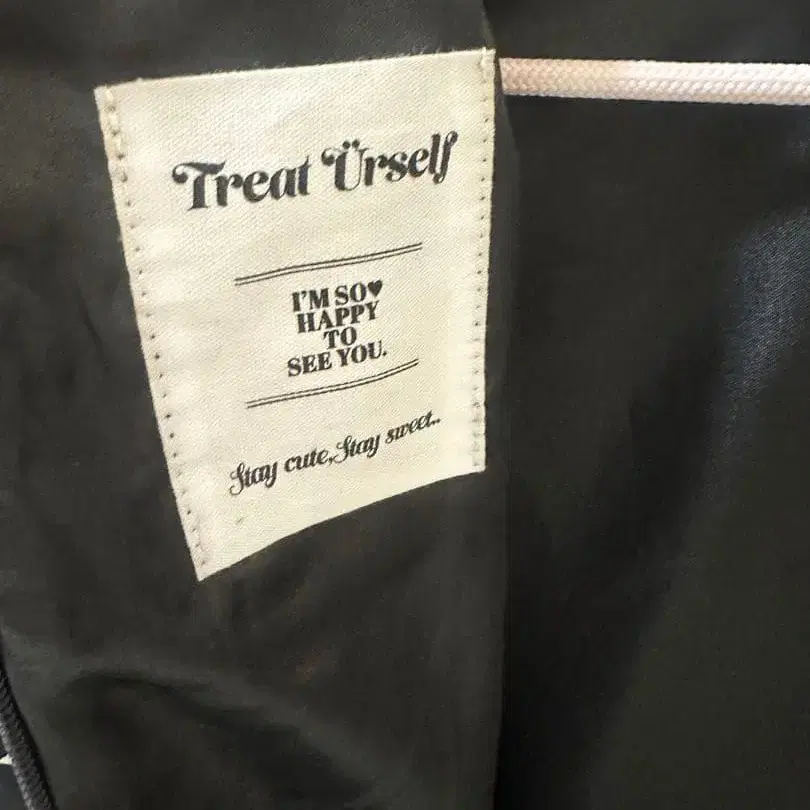 Treat Ürself
I'M SO♥
HAPPY
TO
SEE YOU.
Stay cute, Stay sweet..